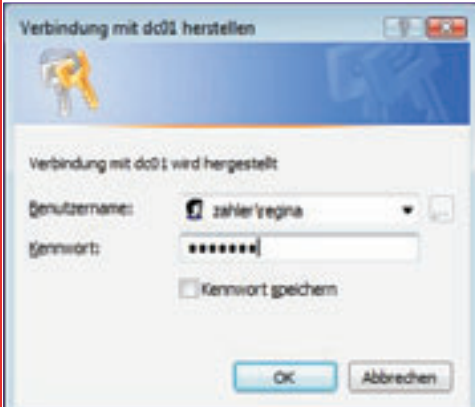 Verbindung mit dc01 herstellen
Verbindung mit dc01 wird hergestellt
Benutzername: zahler\regina
Kennwort: •••••••
Kennwort speichern
OK Abbrechen